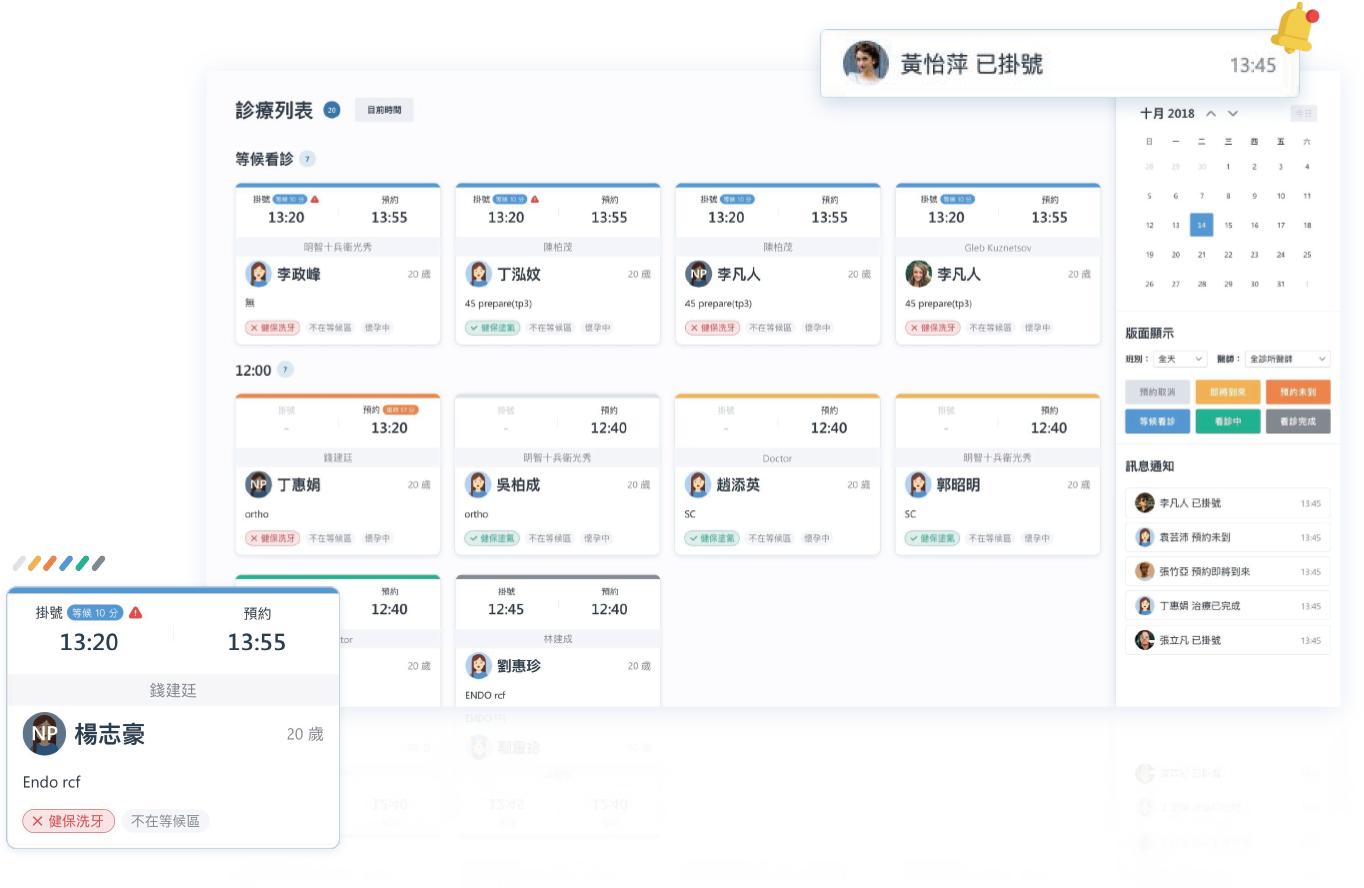 黃怡萍 已掛號 13:45
診療列表 20 目前時間
等候看診 7
掛號 等候 10 分 預約
13:20 13:55
明智十兵衛光秀
李政峰 20 歲
無
健保洗牙 不在等候區 懷孕中
掛號 等候 10 分 預約
13:20 13:55
陳柏茂
丁泓妏 20 歲
45 prepare(tp3)
健保塗氟 不在等候區 懷孕中
掛號 等候 10 分 預約
13:20 13:55
陳柏茂
NP 李凡人 20 歲
45 prepare(tp3)
健保洗牙 不在等候區 懷孕中
掛號 等候 10 分 預約
13:20 13:55
Gleb Kuznetsov
李凡人 20 歲
45 prepare(tp3)
健保洗牙 不在等候區 懷孕中
12:00 7
掛號 預約
- 13:20
錢建廷
NP 丁惠娟 20 歲
ortho
健保洗牙 不在等候區 懷孕中
掛號 預約
- 12:40
明智十兵衛光秀
吳柏成 20 歲
ortho
健保塗氟 不在等候區 懷孕中
掛號 預約
- 12:40
Doctor
趙添英 20 歲
SC
健保塗氟 不在等候區 懷孕中
掛號 預約
- 12:40
明智十兵衛光秀
郭昭明 20 歲
SC
健保塗氟 不在等候區 懷孕中
預約
12:40
tor
20 歲
掛號 預約
12:45 12:40
林建成
劉惠珍 20 歲
ENDO rcf
掛號 等候 10 分 預約
13:20 13:55
錢建廷
NP 楊志豪 20 歲
Endo rcf
健保洗牙 不在等候區
十月 2018 今日
日 一 二 三 四 五 六
28 29 30 1 2 3 4
5 6 7 8 9 10 11
12 13 14 15 16 17 18
19 20 21 22 23 24 25
26 27 28 29 30 31 1
版面顯示
班別： 全天 醫師： 全診所醫師
預約取消 即將到來 預約未到
等候看診 看診中 看診完成
訊息通知
李凡人 已掛號 13:45
袁芸沛 預約未到 13:45
張竹亞 預約即將到來 13:45
丁惠娟 治療已完成 13:45
張立凡 已掛號 13:45